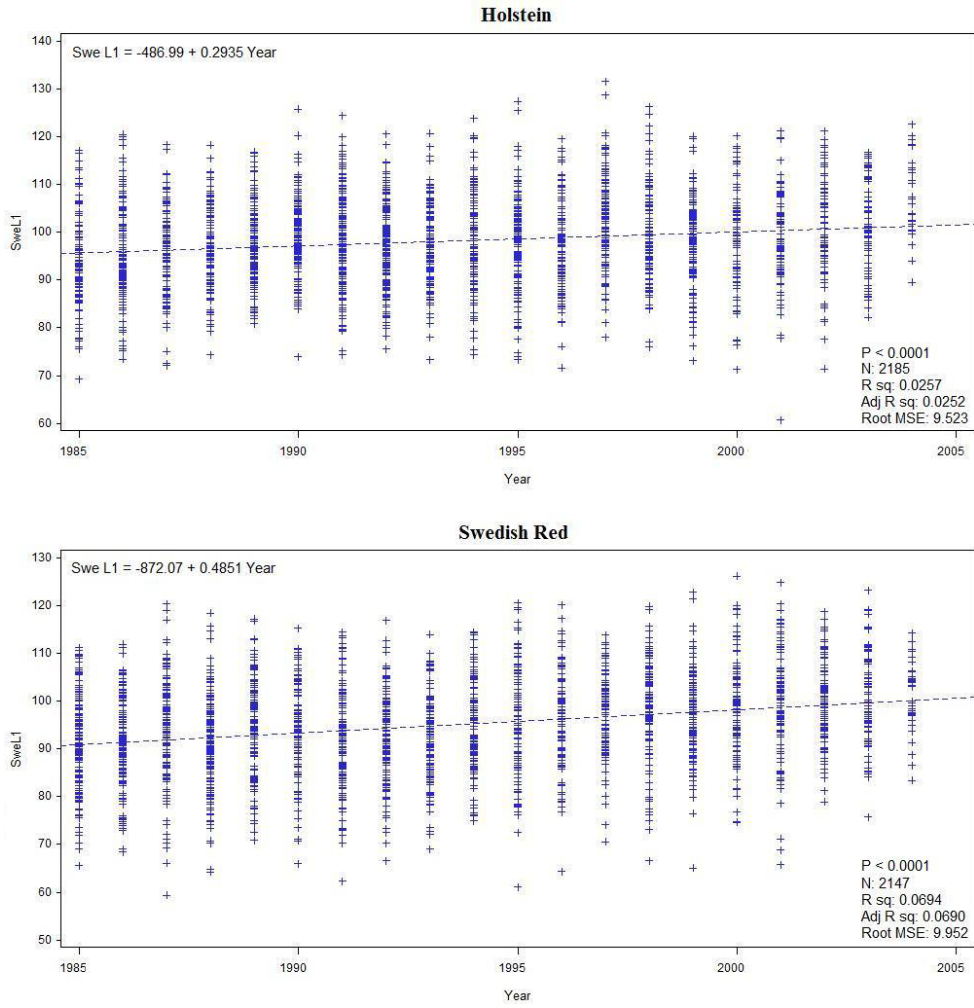 Holstein
Swe L1 = -486.99 + 0.2935 Year
140
130
120
110
100
90
80
70
60
SweL1
P < 0.0001
N: 2185
R sq: 0.0257
Adj R sq: 0.0252
Root MSE: 9.523
1985 1990 1995 2000 2005
Year
Swedish Red
Swe L1 = -872.07 + 0.4851 Year
130
120
110
100
90
80
70
60
50
SweL1
P < 0.0001
N: 2147
R sq: 0.0694
Adj R sq: 0.0690
Root MSE: 9.952
1985 1990 1995 2000 2005
Year